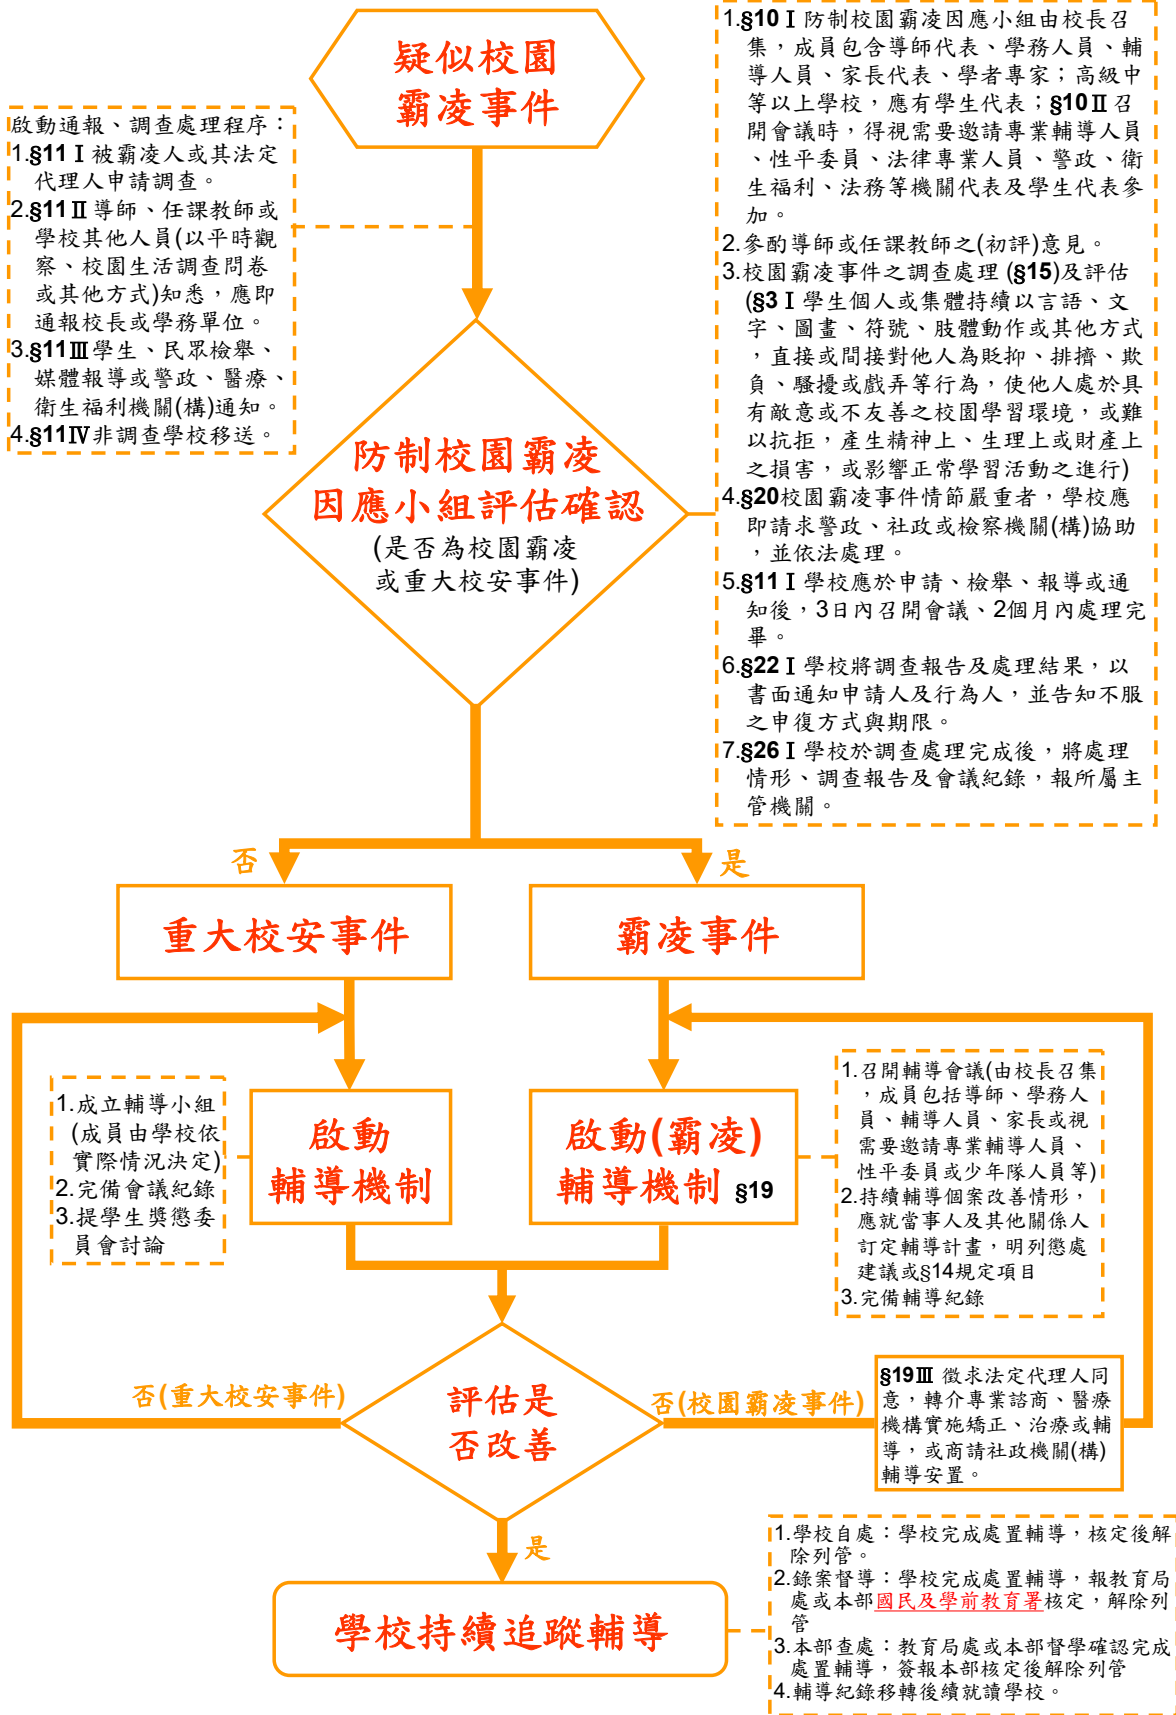 疑似校園
霸凌事件
啟動通報、調查處理程序：
1.§11Ⅰ被霸凌人或其法定
代理人申請調查。
2.§11Ⅱ導師、任課教師或
學校其他人員(以平時觀
察、校園生活調查問卷
或其他方式)知悉，應即
通報校長或學務單位。
3.§11Ⅲ學生、民眾檢舉、
媒體報導或警政、醫療、
衛生福利機關(構)通知。
4.§11Ⅳ非調查學校移送。
1.§10Ⅰ防制校園霸凌因應小組由校長召
集，成員包含導師代表、學務人員、輔
導人員、家長代表、學者專家；高級中
等以上學校，應有學生代表；§10Ⅱ召
開會議時，得視需要邀請專業輔導人員
、性平委員、法律專業人員、警政、衛
生福利、法務等機關代表及學生代表參
加。
2.參酌導師或任課教師之(初評)意見。
3.校園霸凌事件之調查處理 (§15)及評估
(§3Ⅰ學生個人或集體持續以言語、文
字、圖畫、符號、肢體動作或其他方式
，直接或間接對他人為貶抑、排擠、欺
負、騷擾或戲弄等行為，使他人處於具
有敵意或不友善之校園學習環境，或難
以抗拒，產生精神上、生理上或財產上
之損害，或影響正常學習活動之進行)
4.§20校園霸凌事件情節嚴重者，學校應
即請求警政、社政或檢察機關(構)協助
，並依法處理。
5.§11Ⅰ學校應於申請、檢舉、報導或通
知後，3日內召開會議、2個月內處理完
畢。
6.§22Ⅰ學校將調查報告及處理結果，以
書面通知申請人及行為人，並告知不服
之申復方式與期限。
7.§26Ⅰ學校於調查處理完成後，將處理
情形、調查報告及會議紀錄，報所屬主
管機關。
防制校園霸凌
因應小組評估確認
(是否為校園霸凌
或重大校安事件)
否
是
重大校安事件
霸凌事件
1.成立輔導小組
(成員由學校依
實際情況決定)
2.完備會議紀錄
3.提學生獎懲委
員會討論
啟動
輔導機制
啟動(霸凌)
輔導機制 §19
1.召開輔導會議(由校長召集
，成員包括導師、學務人
員、輔導人員、家長或視
需要邀請專業輔導人員、
性平委員或少年隊人員等)
2.持續輔導個案改善情形，
應就當事人及其他關係人
訂定輔導計畫，明列懲處
建議或§14規定項目
3.完備輔導紀錄
否(重大校安事件)
評估是
否改善
否(校園霸凌事件)
§19Ⅲ 徵求法定代理人同
意，轉介專業諮商、醫療
機構實施矯正、治療或輔
導，或商請社政機關(構)
輔導安置。
是
學校持續追蹤輔導
1.學校自處：學校完成處置輔導，核定後解
除列管。
2.錄案督導：學校完成處置輔導，報教育局
處或本部國民及學前教育署核定，解除列
管
3.本部查處：教育局處或本部督學確認完成
處置輔導，簽報本部核定後解除列管
4.輔導紀錄移轉後續就讀學校。